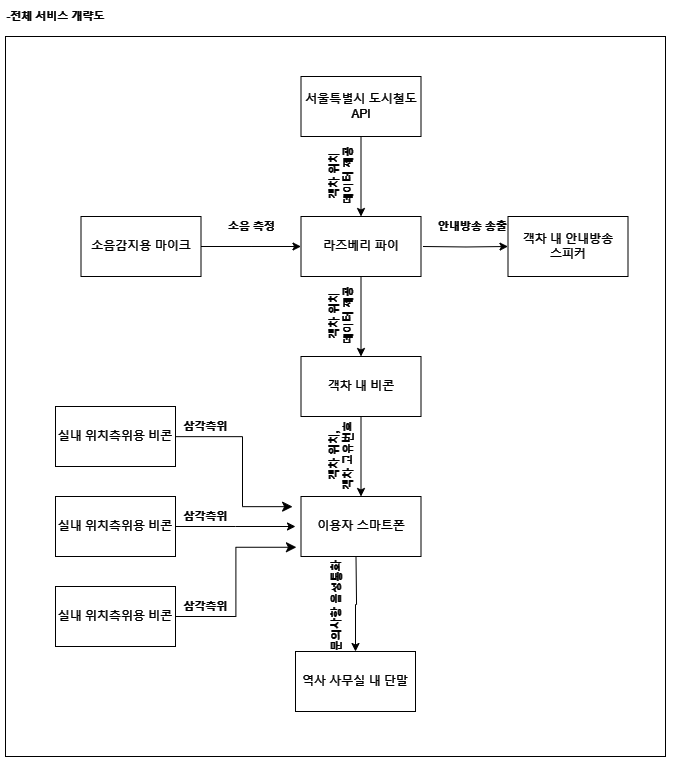 -전체 서비스 개략도
서울특별시 도시철도
API
객차 위치
데이터 제공
소음감지용 마이크
소음 측정
라즈베리 파이
안내방송 송출
객차 내 안내방송
스피커
객차 위치
데이터 제공
객차 내 비콘
객차 위치,
객차 고유번호
실내 위치측위용 비콘
삼각측위
실내 위치측위용 비콘
삼각측위
이용자 스마트폰
실내 위치측위용 비콘
삼각측위
문의사항 음성통화
역사 사무실 내 단말